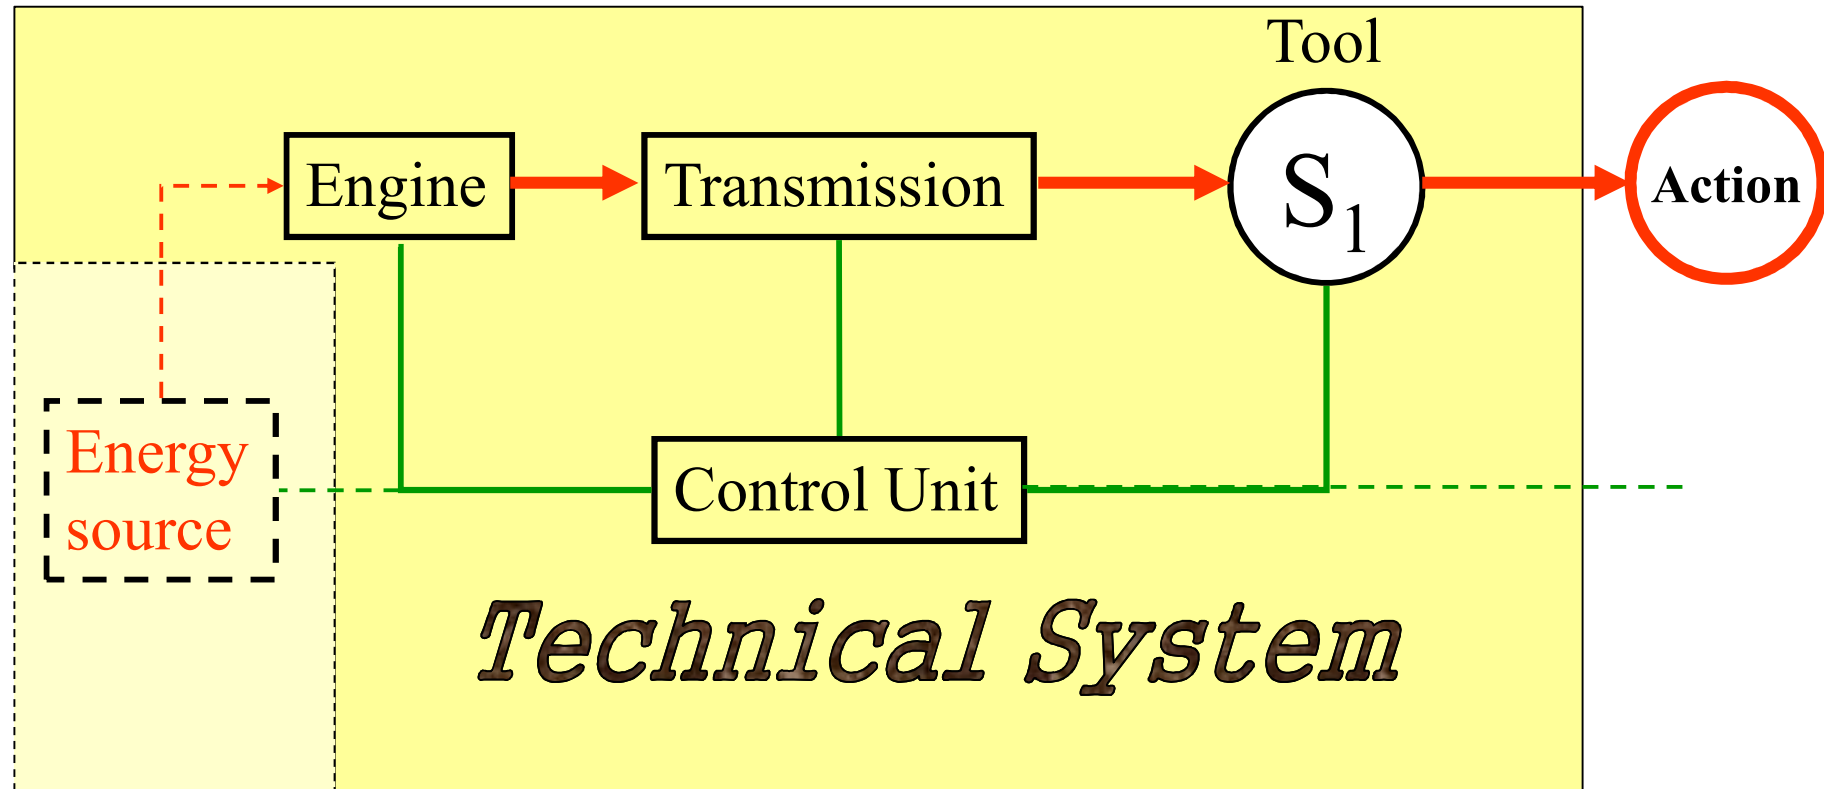 Tool
Engine
Transmission
S₁
Action
Energy
source
Control Unit
Technical System